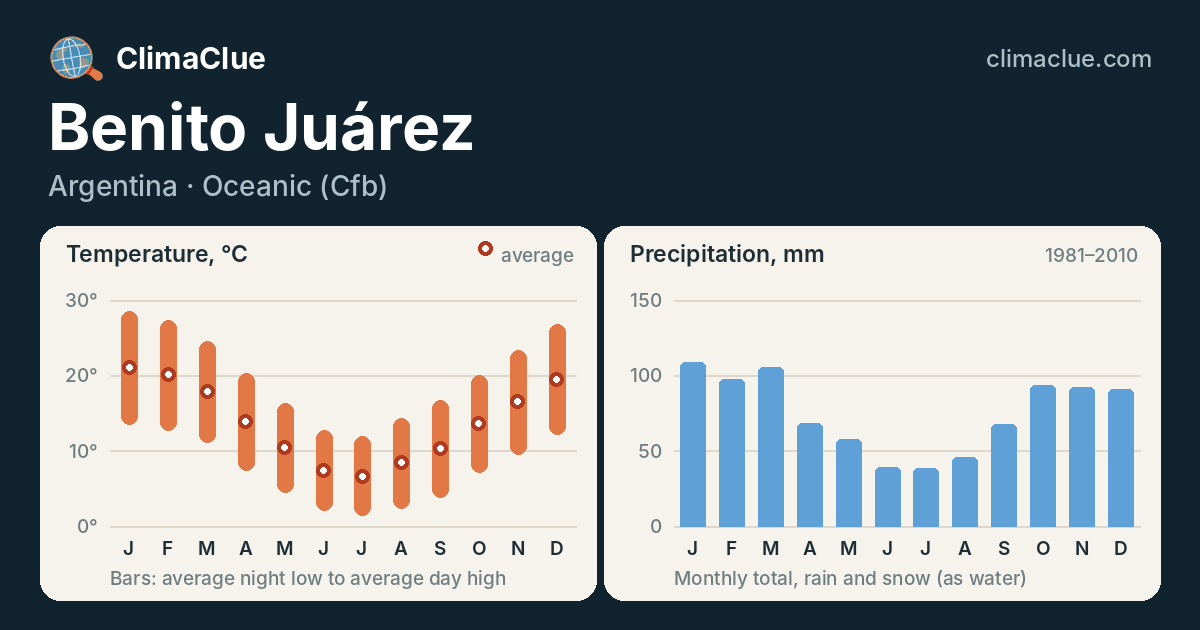 ClimaClue
climaclue.com
Benito Juárez
Argentina · Oceanic (Cfb)
Temperature, °C
average
30°
20°
10°
0°
J F M A M J J A S O N D
Bars: average night low to average day high
Precipitation, mm
1981–2010
150
100
50
0
J F M A M J J A S O N D
Monthly total, rain and snow (as water)